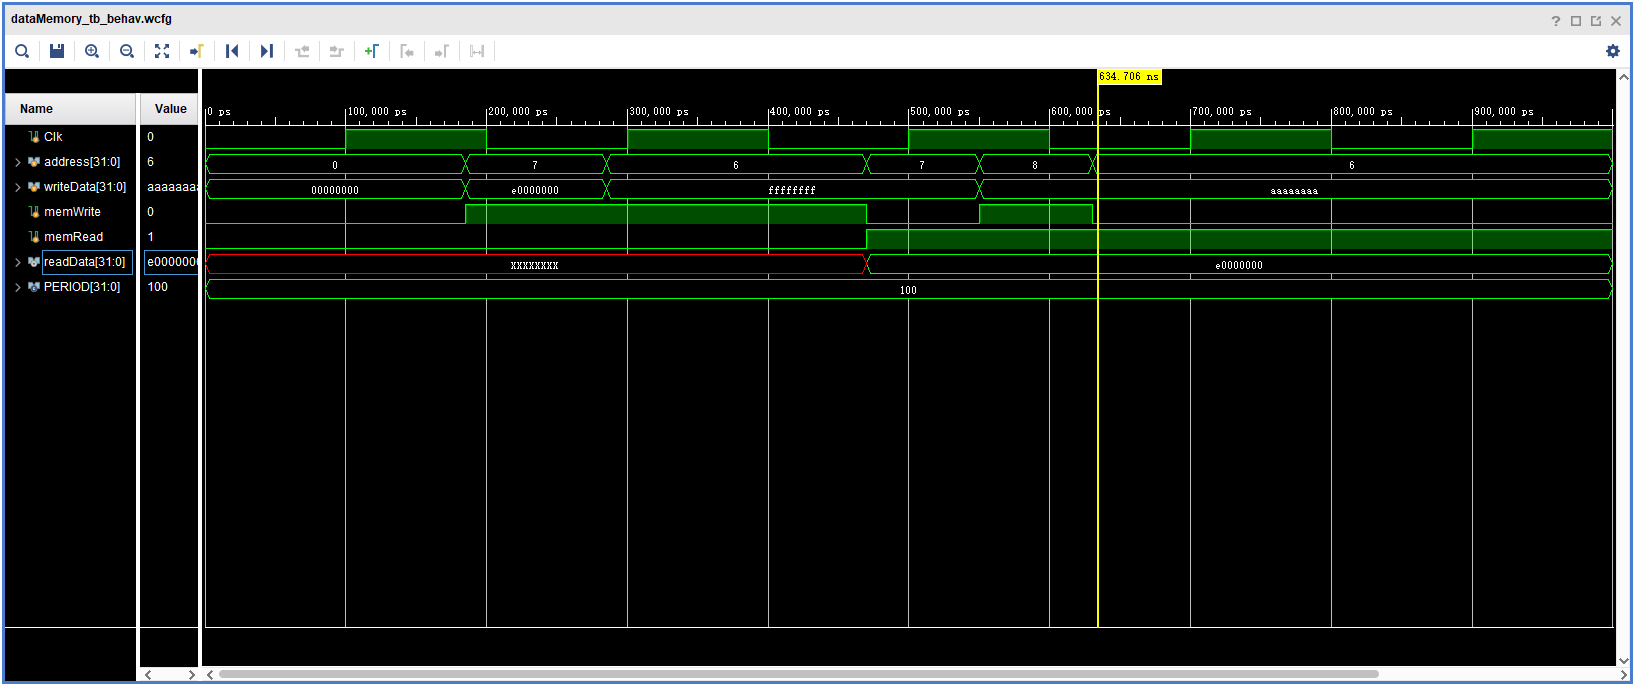 dataMemory_tb_behav.wcfg
634.706 ns
Name Value
0 ps 100,000 ps 200,000 ps 300,000 ps 400,000 ps 500,000 ps 600,000 ps 700,000 ps 800,000 ps 900,000 ps
Clk 0
address[31:0] 6 0 7 6 7 8 6
writeData[31:0] aaaaaaaa 00000000 e0000000 ffffffff aaaaaaaa
memWrite 0
memRead 1
readData[31:0] e0000000 XXXXXXXX e0000000
PERIOD[31:0] 100 100